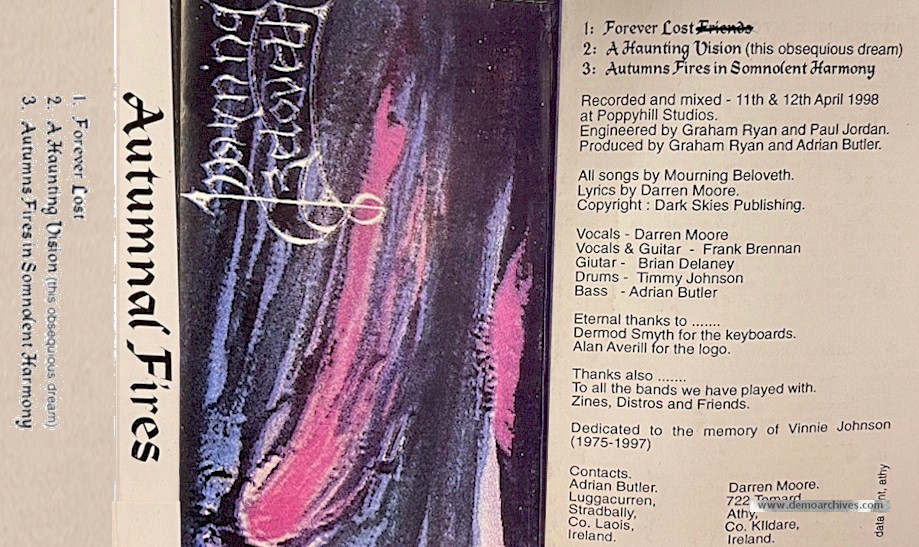 1. Forever Lost
2. A Haunting Vision (this obsequious dream)
3. Autumns Fires in Somnolent Harmony
Autumnal Fires
Mourning
Beloveth
1: Forever Lost Friends
2: A Haunting Vision (this obsequious dream)
3: Autumns Fires in Somnolent Harmony
Recorded and mixed - 11th & 12th April 1998
at Poppyhill Studios.
Engineered by Graham Ryan and Paul Jordan.
Produced by Graham Ryan and Adrian Butler.
All songs by Mourning Beloveth.
Lyrics by Darren Moore.
Copyright : Dark Skies Publishing.
Vocals - Darren Moore
Vocals & Guitar - Frank Brennan
Giutar - Brian Delaney
Drums - Timmy Johnson
Bass - Adrian Butler
Eternal thanks to .......
Dermod Smyth for the keyboards.
Alan Averill for the logo.
Thanks also .......
To all the bands we have played with.
Zines, Distros and Friends.
Dedicated to the memory of Vinnie Johnson
(1975-1997)
Contacts.
Adrian Butler.
Luggacurren,
Stradbally,
Co. Laois,
Ireland.
Darren Moore.
722
Athy,
Co. KIldare,
Ireland.
www.demoarchives.com
data nt, athy